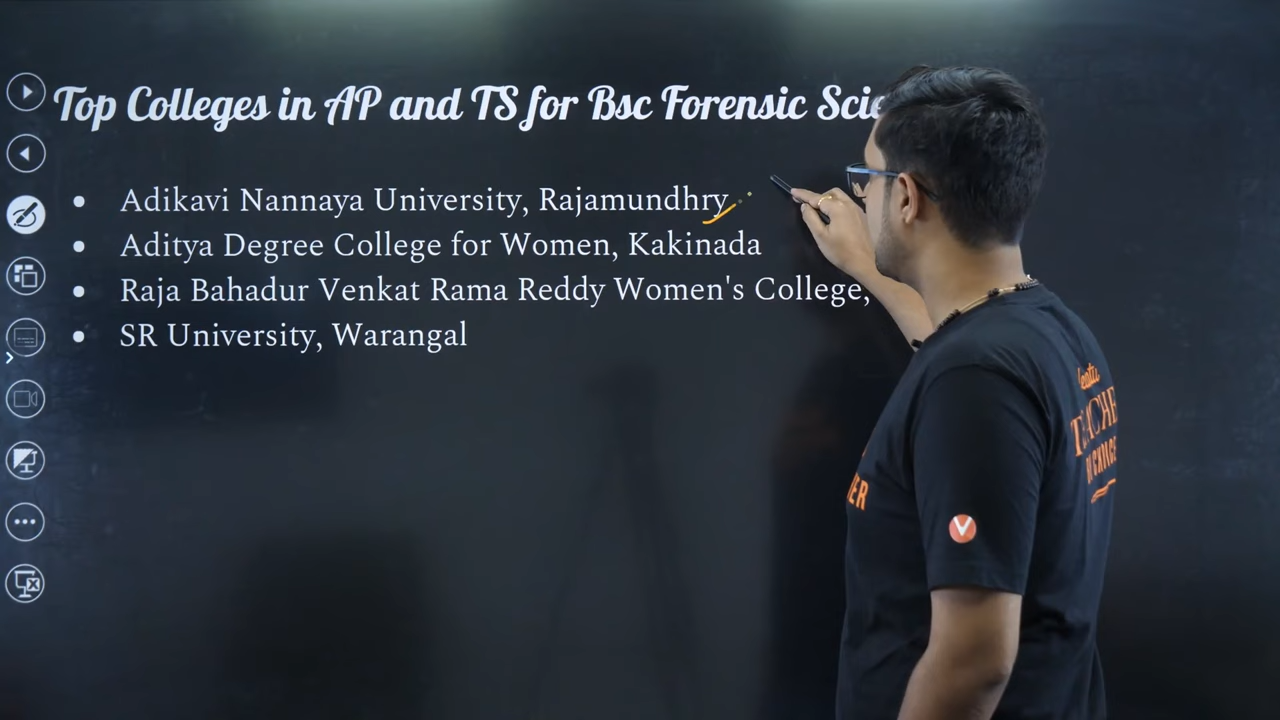 Top Colleges in AP and TS for Bsc Forensic
Adikavi Nannaya University, Rajamundhry
Aditya Degree College for Women, Kakinada
Raja Bahadur Venkat Rama Reddy Women's College,
SR University, Warangal